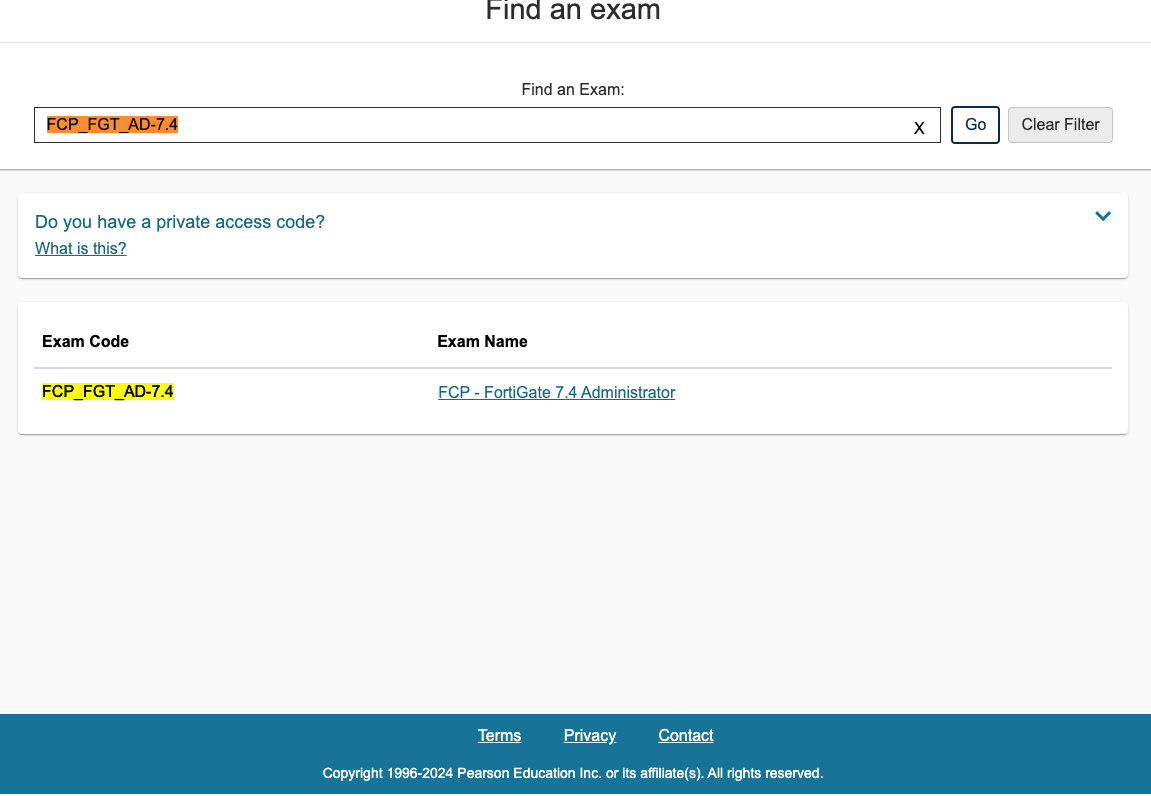 Find an exam
Find an Exam:
FCP_FGT_AD-7.4 X Go Clear Filter
Do you have a private access code?
What is this?
Exam Code Exam Name
FCP_FGT_AD-7.4 FCP - FortiGate 7.4 Administrator
Terms Privacy Contact
Copyright 1996-2024 Pearson Education Inc. or its affiliate(s). All rights reserved.